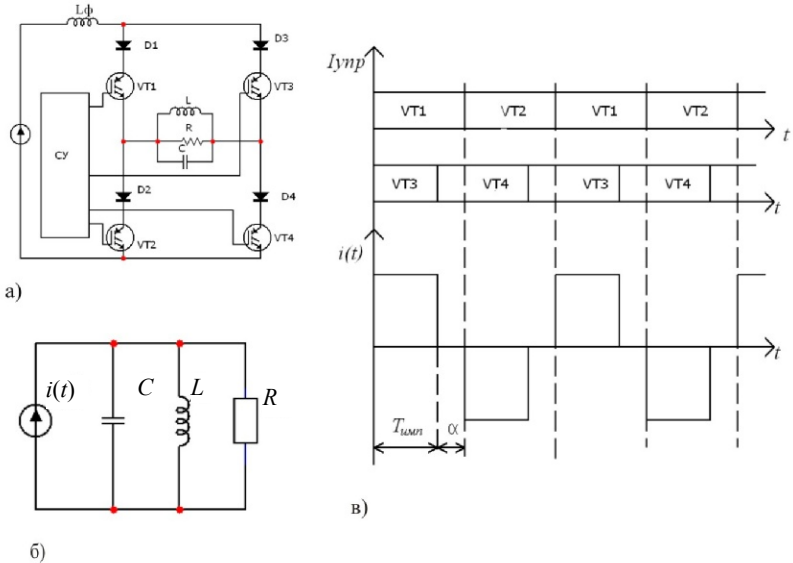 Lф
D1
D3
VT1
VT3
L
R
C
СУ
D2
D4
VT2
VT4
а)
i(t)
C
L
R
б)
Iупр
VT1 VT2 VT1 VT2
t
VT3 VT4 VT3 VT4
t
i(t)
t
Tимп
α
в)